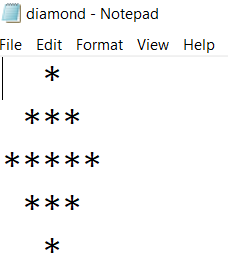 diamond - Notepad
File Edit Format View Help
  *
 ***
*****
 ***
  *